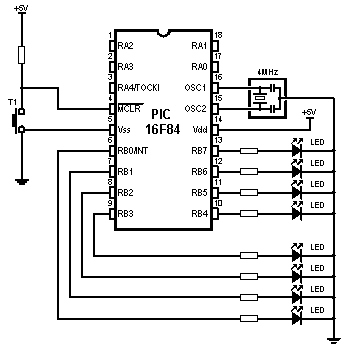 +5V
1 RA2 RA1 18
2 RA3 RA0 17
3 RA4/TOCKI OSC1 16
4 MCLR OSC2 15
5 Vss Vdd 14
6 RB0/INT RB7 13
7 RB1 RB6 12
8 RB2 RB5 11
9 RB3 RB4 10
PIC
16F84
4MHz
T1
+5V
LED
LED
LED
LED
LED
LED
LED
LED